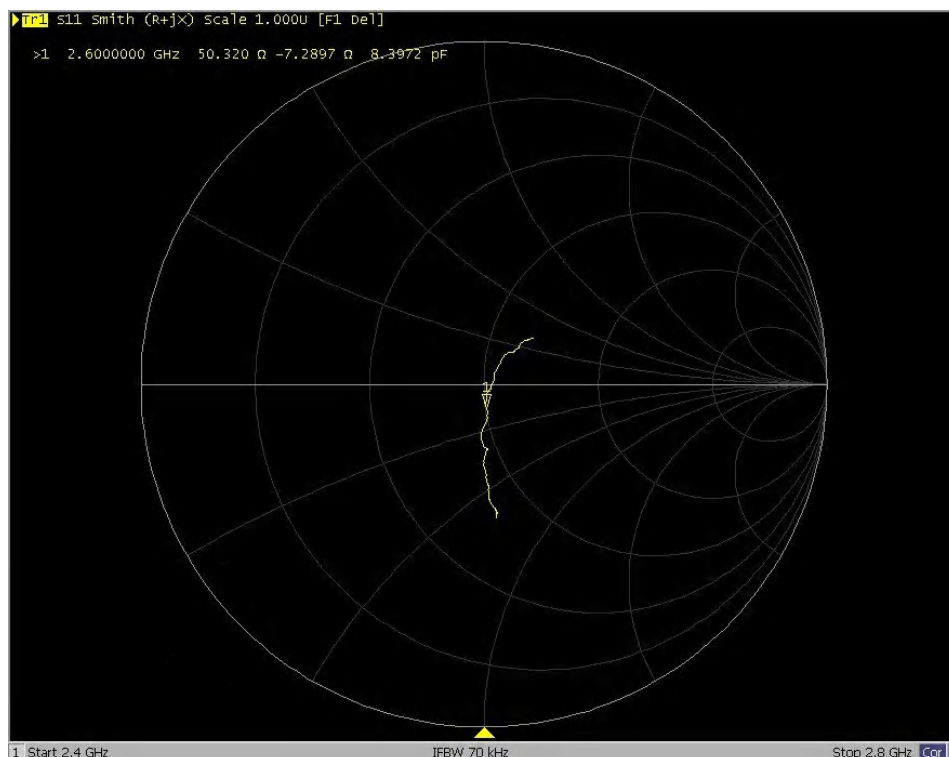 Tr1 S11 Smith (R+jX) Scale 1.000U [F1 Del]
>1 2.6000000 GHz 50.320 Ω -7.2897 Ω 8.3972 pF
1
1 Start 2.4 GHz IFBW 70 kHz Stop 2.8 GHz Cor